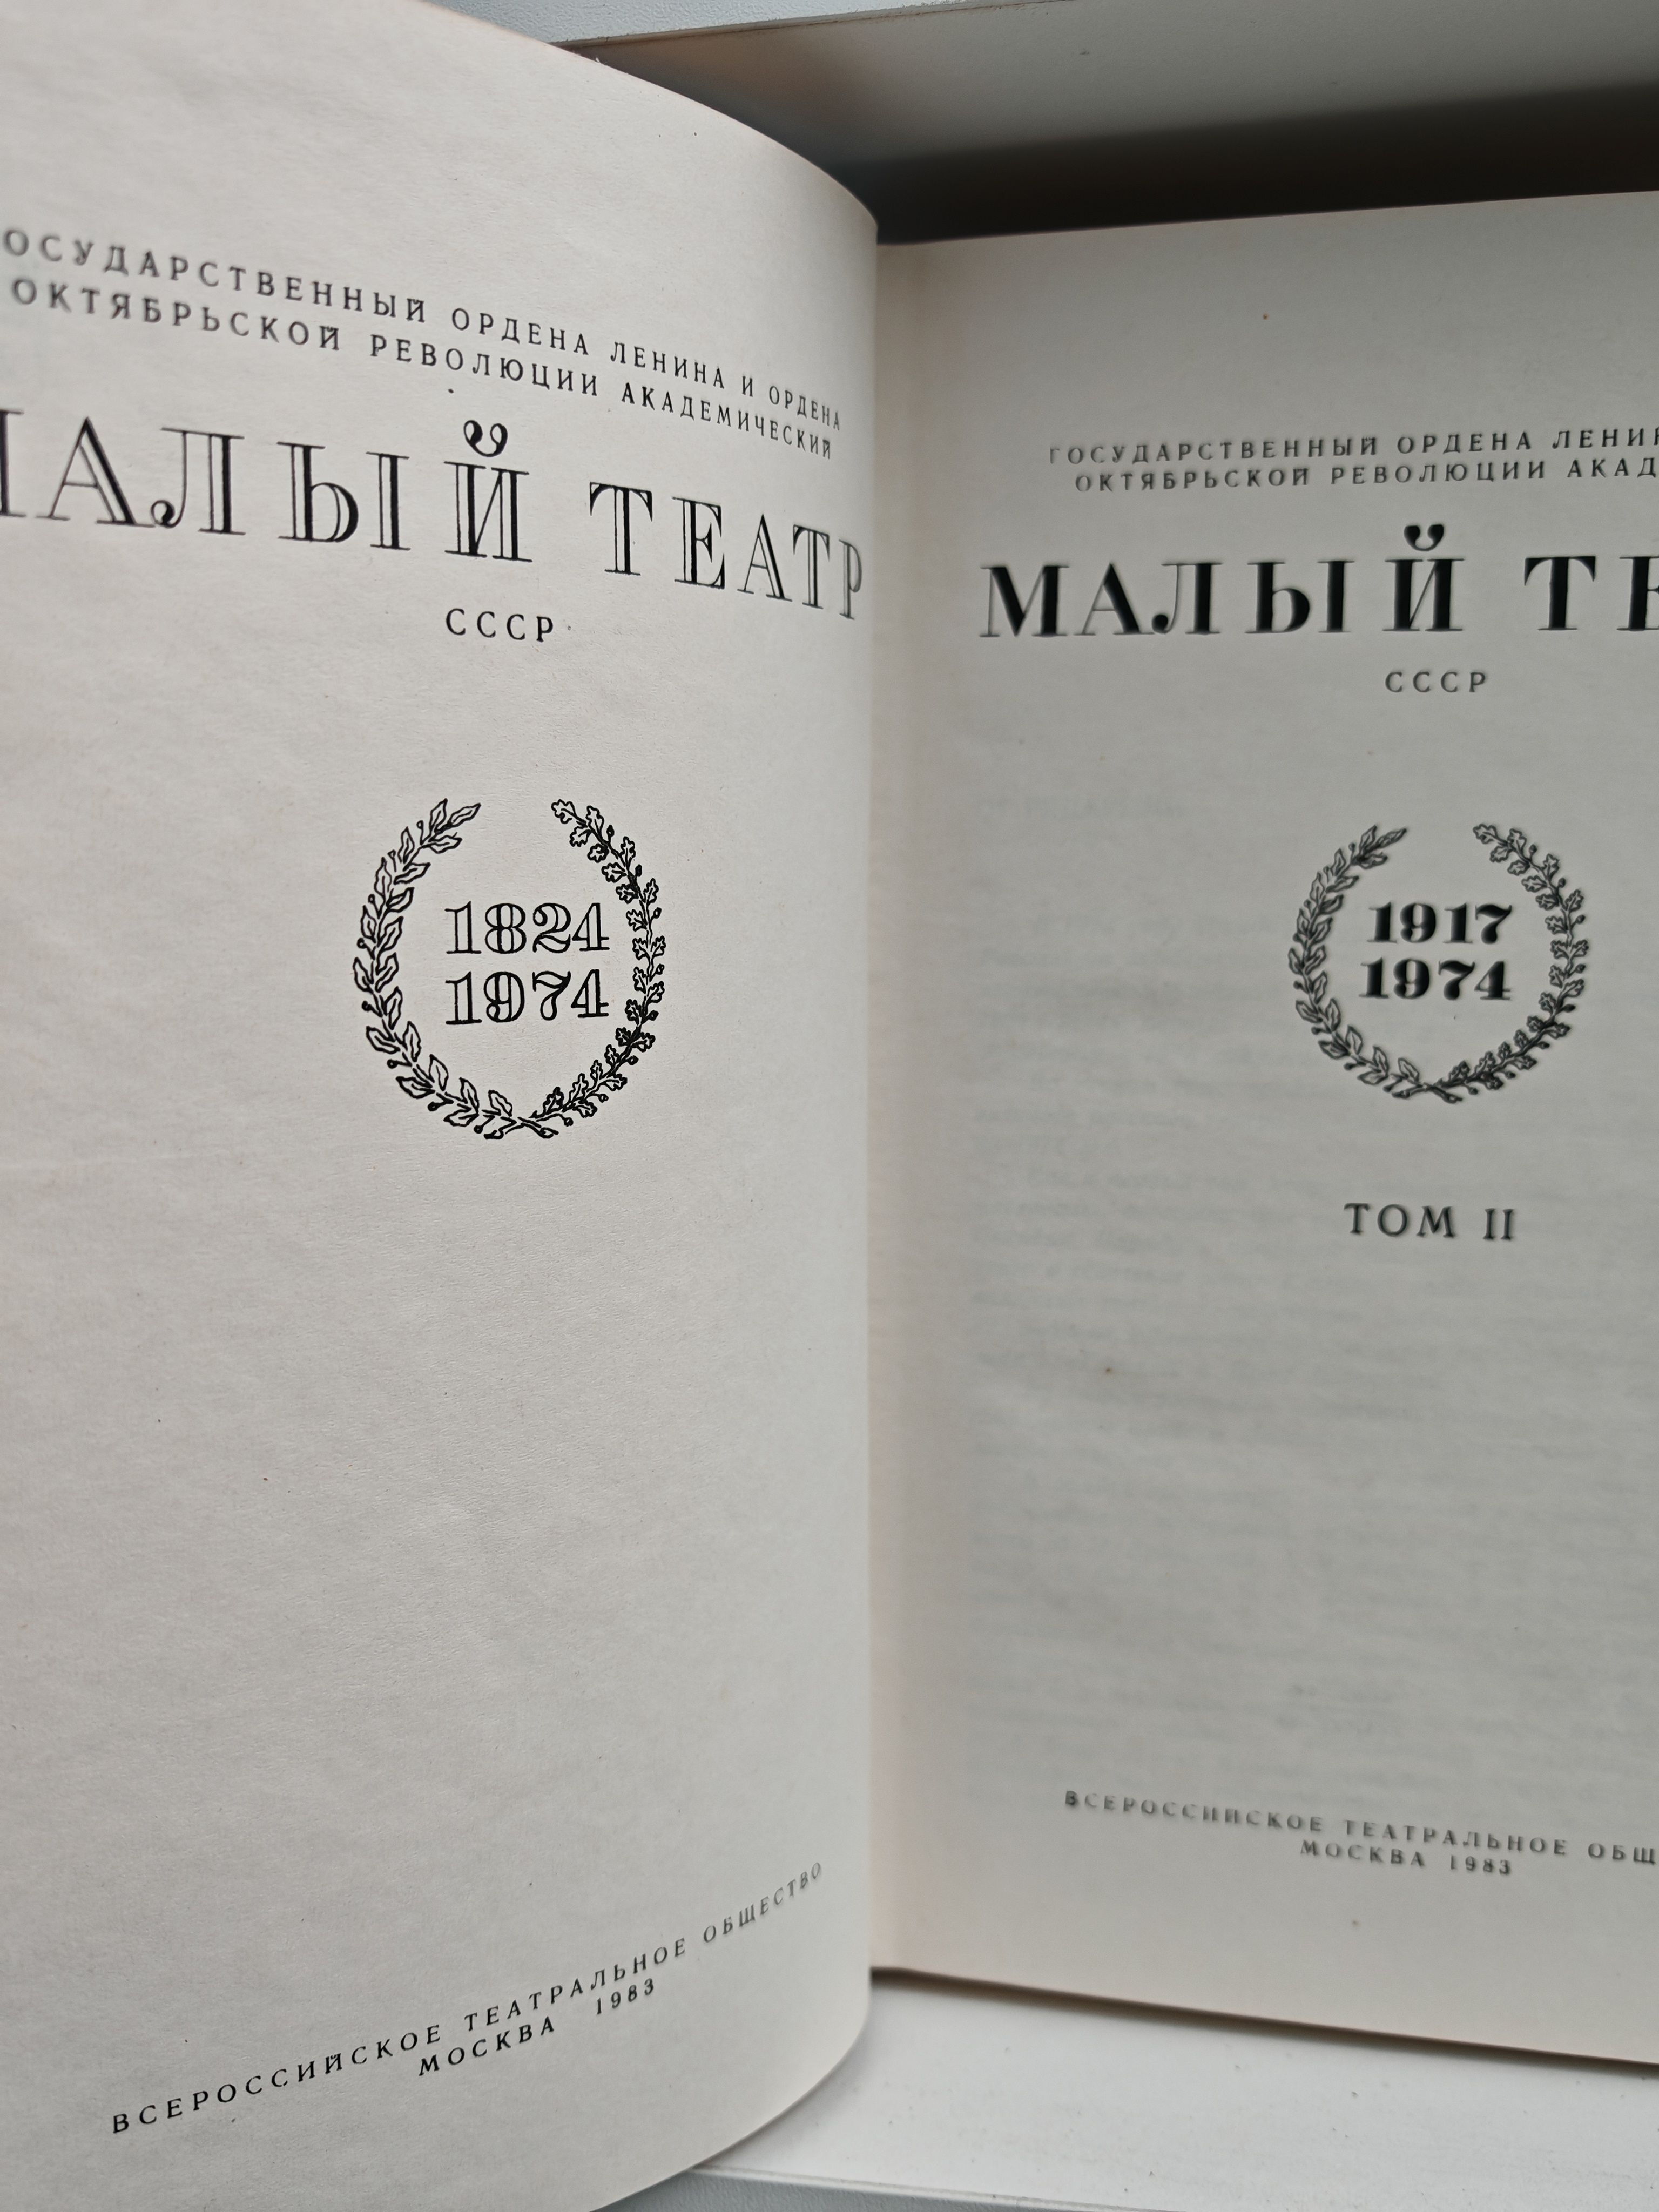 ОСУДАРСТВЕННЫЙ ОРДЕНА ЛЕНИНА И ОРДЕНА
ОКТЯБРЬСКОЙ РЕВОЛЮЦИИ АКАДЕМИЧЕСКИЙ
МАЛЫЙ ТЕАТР
СССР
1824
1974
ВСЕРОССИЙСКОЕ ТЕАТРАЛЬНОЕ ОБЩЕСТВО
МОСКВА 1983
ГОСУДАРСТВЕННЫЙ ОРДЕНА ЛЕНИ
ОКТЯБРЬСКОЙ РЕВОЛЮЦИИ АКАД
МАЛЫЙ ТЕ
СССР
1917
1974
ТОМ II
ВСЕРОССИЙСКОЕ ТЕАТРАЛЬНОЕ ОБЩ
МОСКВА 1983